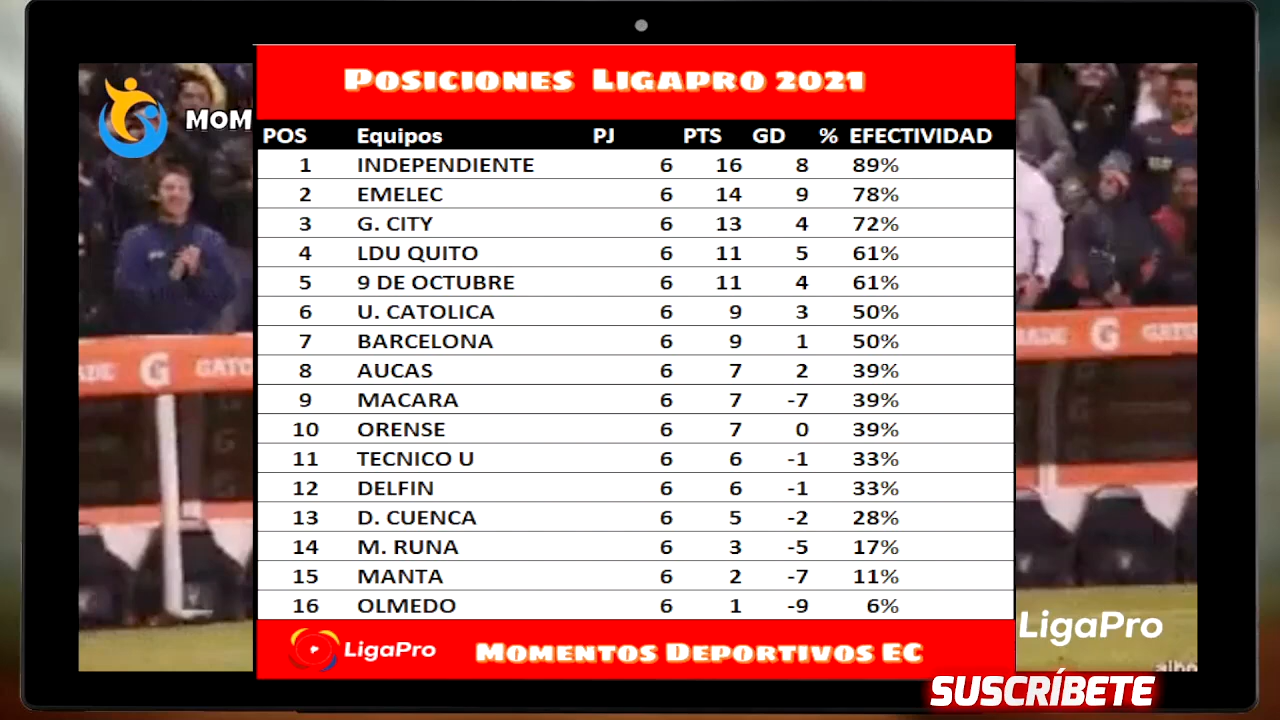 MOM
POSICIONES LIGAPRO 2021
POS Equipos PJ PTS GD % EFECTIVIDAD
1 INDEPENDIENTE 6 16 8 89%
2 EMELEC 6 14 9 78%
3 G. CITY 6 13 4 72%
4 LDU QUITO 6 11 5 61%
5 9 DE OCTUBRE 6 11 4 61%
6 U. CATOLICA 6 9 3 50%
7 BARCELONA 6 9 1 50%
8 AUCAS 6 7 2 39%
9 MACARA 6 7 -7 39%
10 ORENSE 6 7 0 39%
11 TECNICO U 6 6 -1 33%
12 DELFIN 6 6 -1 33%
13 D. CUENCA 6 5 -2 28%
14 M. RUNA 6 3 -5 17%
15 MANTA 6 2 -7 11%
16 OLMEDO 6 1 -9 6%
ADE G GATO
RADE G GATO
LigaPro MOMENTOS DEPORTIVOS EC
LigaPro
SUSCRÍBETE